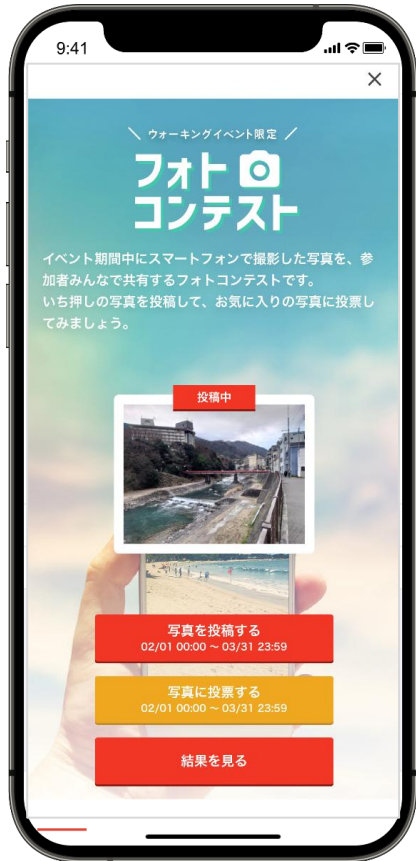 9:41
ウォーキングイベント限定
フォト
コンテスト
イベント期間中にスマートフォンで撮影した写真を、参
加者みんなで共有するフォトコンテストです。
いち押しの写真を投稿して、お気に入りの写真に投票し
てみましょう。
投稿中
写真を投稿する
02/01 00:00 ~ 03/31 23:59
写真に投票する
02/01 00:00 ~ 03/31 23:59
結果を見る